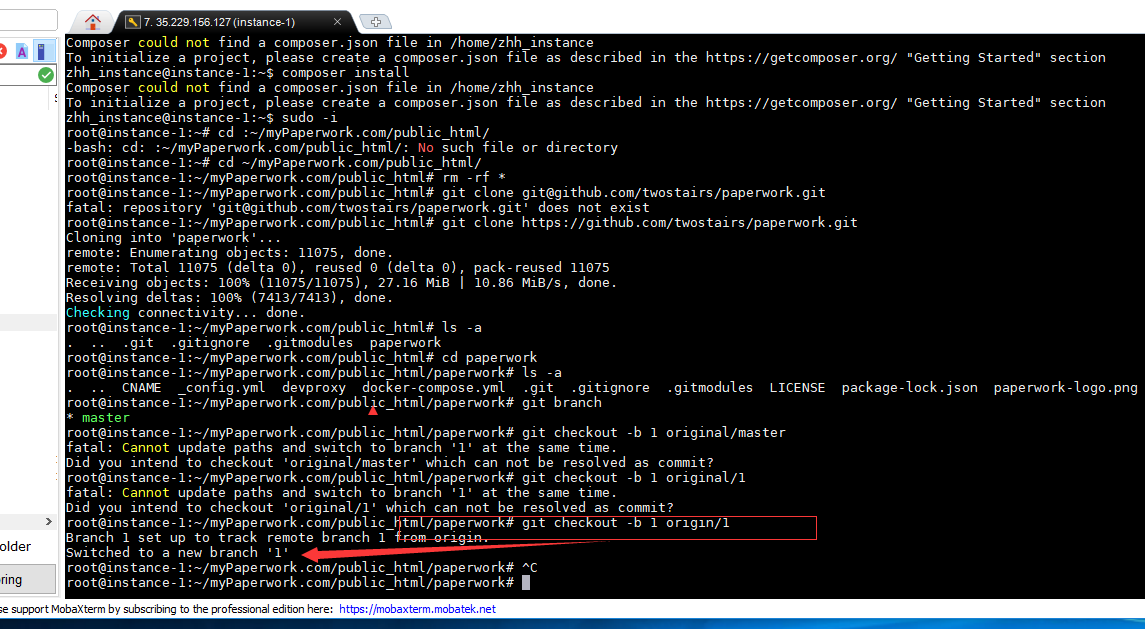 7. 35.229.156.127 (instance-1)
Composer could not find a composer.json file in /home/zhh_instance
To initialize a project, please create a composer.json file as described in the https://getcomposer.org/ "Getting Started" section
zhh_instance@instance-1:~$ composer install
Composer could not find a composer.json file in /home/zhh_instance
To initialize a project, please create a composer.json file as described in the https://getcomposer.org/ "Getting Started" section
zhh_instance@instance-1:~$ sudo -i
root@instance-1:~# cd :~/myPaperwork.com/public_html/
-bash: cd: :~/myPaperwork.com/public_html/: No such file or directory
root@instance-1:~# cd ~/myPaperwork.com/public_html/
root@instance-1:~/myPaperwork.com/public_html# rm -rf *
root@instance-1:~/myPaperwork.com/public_html# git clone git@github.com/twostairs/paperwork.git
fatal: repository 'git@github.com/twostairs/paperwork.git' does not exist
root@instance-1:~/myPaperwork.com/public_html# git clone https://github.com/twostairs/paperwork.git
Cloning into 'paperwork'...
remote: Enumerating objects: 11075, done.
remote: Total 11075 (delta 0), reused 0 (delta 0), pack-reused 11075
Receiving objects: 100% (11075/11075), 27.16 MiB | 10.86 MiB/s, done.
Resolving deltas: 100% (7413/7413), done.
Checking connectivity... done.
root@instance-1:~/myPaperwork.com/public_html# ls -a
.  ..  .git  .gitignore  .gitmodules  paperwork
root@instance-1:~/myPaperwork.com/public_html# cd paperwork
root@instance-1:~/myPaperwork.com/public_html/paperwork# ls -a
.  ..  CNAME  _config.yml  devproxy  docker-compose.yml  .git  .gitignore  .gitmodules  LICENSE  package-lock.json  paperwork-logo.png
root@instance-1:~/myPaperwork.com/public_html/paperwork# git branch
* master
root@instance-1:~/myPaperwork.com/public_html/paperwork# git checkout -b 1 original/master
fatal: Cannot update paths and switch to branch '1' at the same time.
Did you intend to checkout 'original/master' which can not be resolved as commit?
root@instance-1:~/myPaperwork.com/public_html/paperwork# git checkout -b 1 original/1
fatal: Cannot update paths and switch to branch '1' at the same time.
Did you intend to checkout 'original/1' which can not be resolved as commit?
root@instance-1:~/myPaperwork.com/public_html/paperwork# git checkout -b 1 origin/1
Branch 1 set up to track remote branch 1 from origin.
Switched to a new branch '1'
root@instance-1:~/myPaperwork.com/public_html/paperwork# ^C
root@instance-1:~/myPaperwork.com/public_html/paperwork#
A
older
ring
se support MobaXterm by subscribing to the professional edition here: https://mobaxterm.mobatek.net